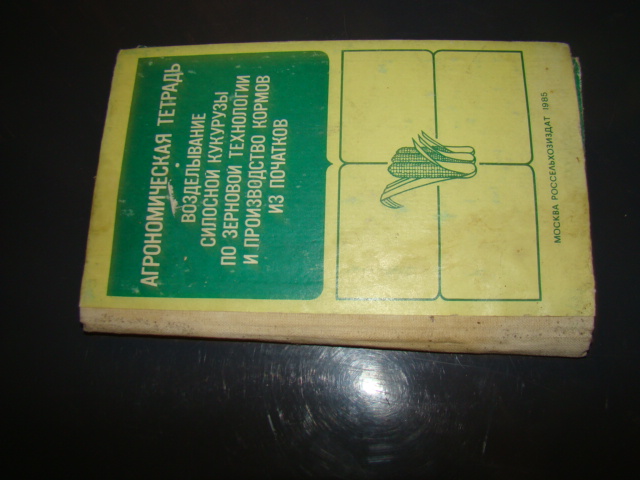 АГРОНОМИЧЕСКАЯ ТЕТРАДЬ
ВОЗДЕЛЫВАНИЕ
СИЛОСНОЙ КУКУРУЗЫ
ПО ЗЕРНОВОЙ ТЕХНОЛОГИИ
И ПРОИЗВОДСТВО КОРМОВ
ИЗ ПОЧАТКОВ
МОСКВА РОССЕЛЬХОЗИЗДАТ 1985